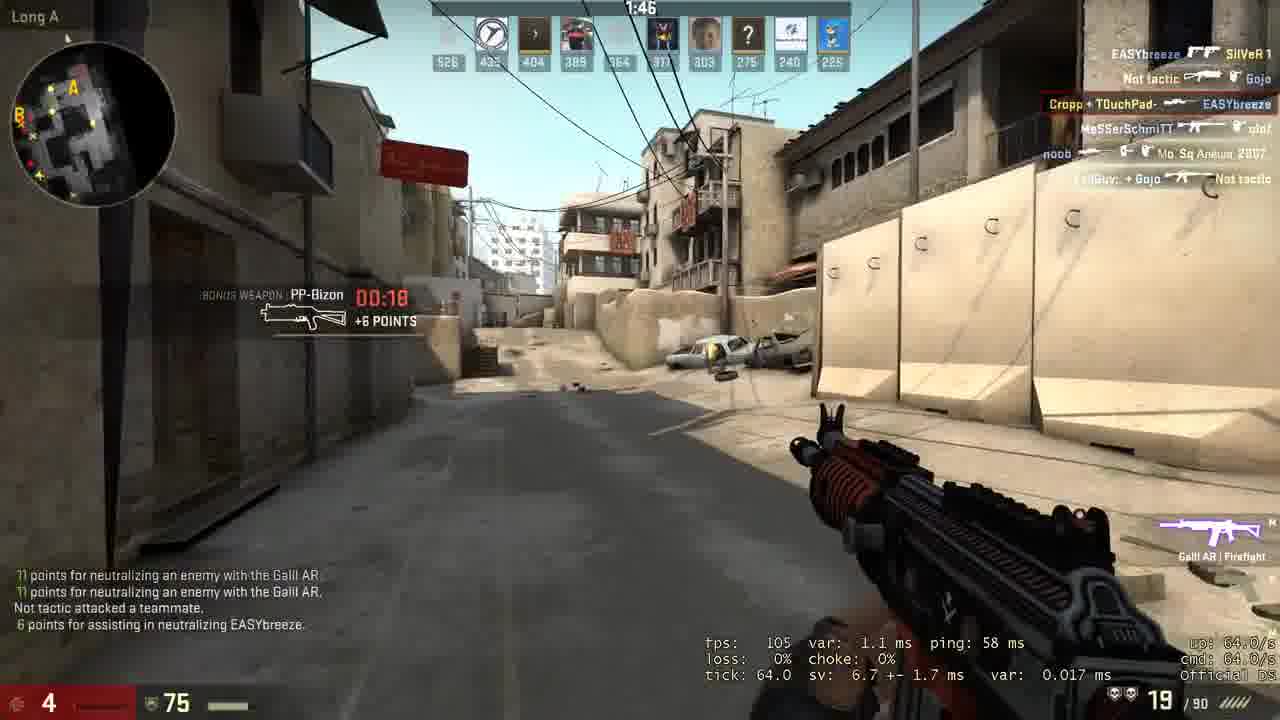 Long A
1:46
526 435 404 389 364 317 303 275 240 225
A
B
?
EASYbreeze SilVeR 1
Not tactic Gojo
Cropp + T0uchPad- EASYbreeze
MeSSerSchmiTT
noob Mo Sq
+ Gojo Not tactic
BONUS WEAPON: PP-Bizon 00:18
+6 POINTS
Galil AR | Firefight
11 points for neutralizing an enemy with the Galil AR.
11 points for neutralizing an enemy with the Galil AR.
Not tactic attacked a teammate.
6 points for assisting in neutralizing EASYbreeze.
fps: 105 var: 1.1 ms ping: 58 ms up: 64.0/s
loss: 0% choke: 0% cmd: 64.0/s
tick: 64.0 sv: 6.7 +- 1.7 ms var: 0.017 ms Official DS
4 75 19 / 90